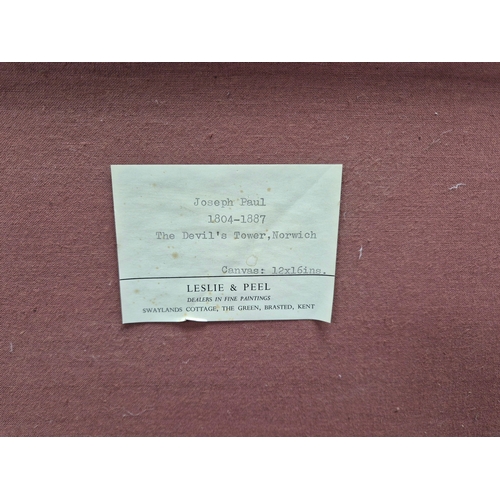 Joseph Paul
1804-1887
The Devil's Tower,Norwich
Canvas: 12x16ins.
LESLIE & PEEL
DEALERS IN FINE PAINTINGS
SWAYLANDS COTTAGE, THE GREEN, BRASTED, KENT